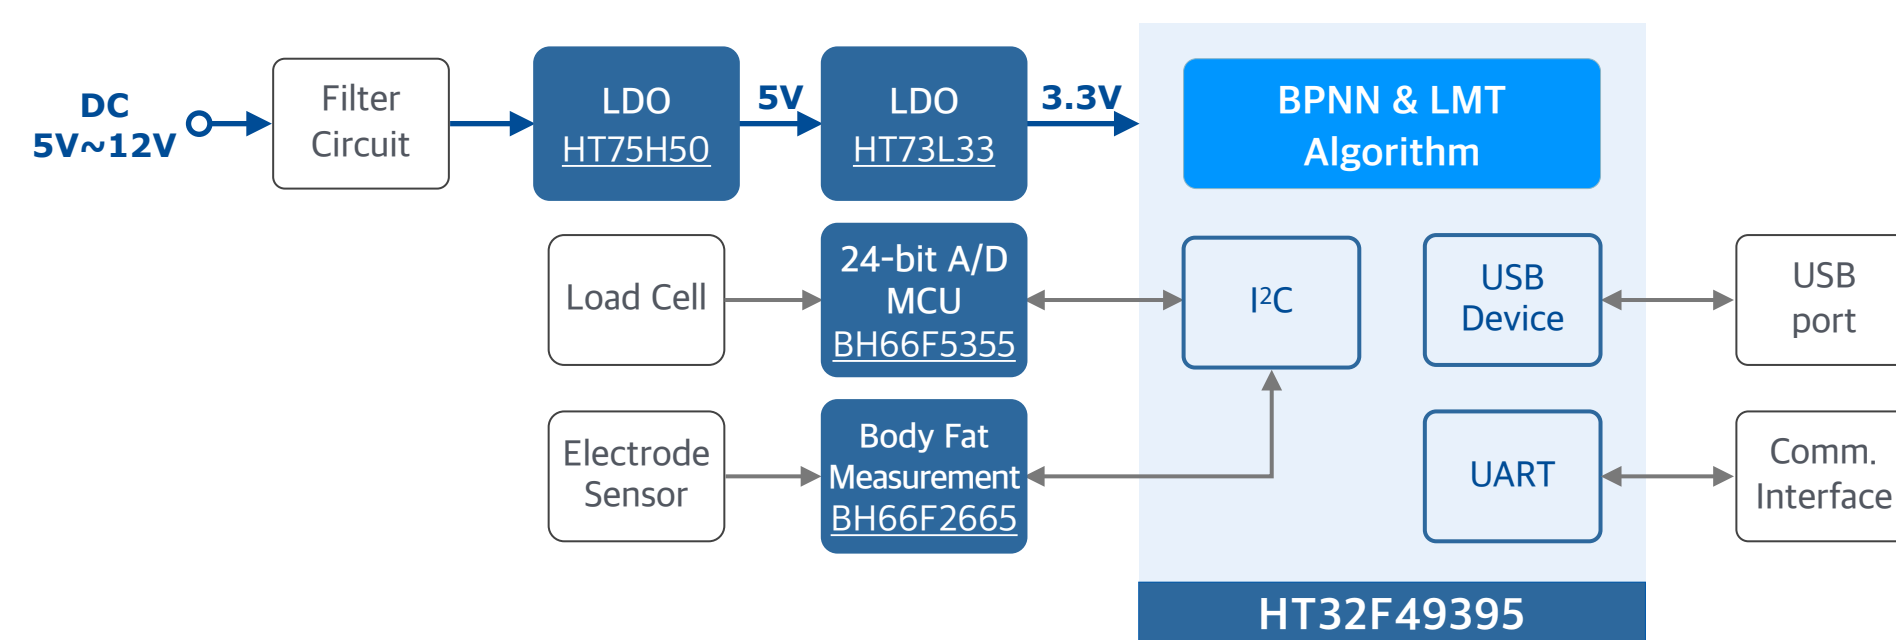 DC
5V~12V
Filter
Circuit
LDO
HT75H50
5V
LDO
HT73L33
3.3V
BPNN & LMT
Algorithm
Load Cell
24-bit A/D
MCU
BH66F5355
I²C
USB
Device
USB
port
Electrode
Sensor
Body Fat
Measurement
BH66F2665
UART
Comm.
Interface
HT32F49395